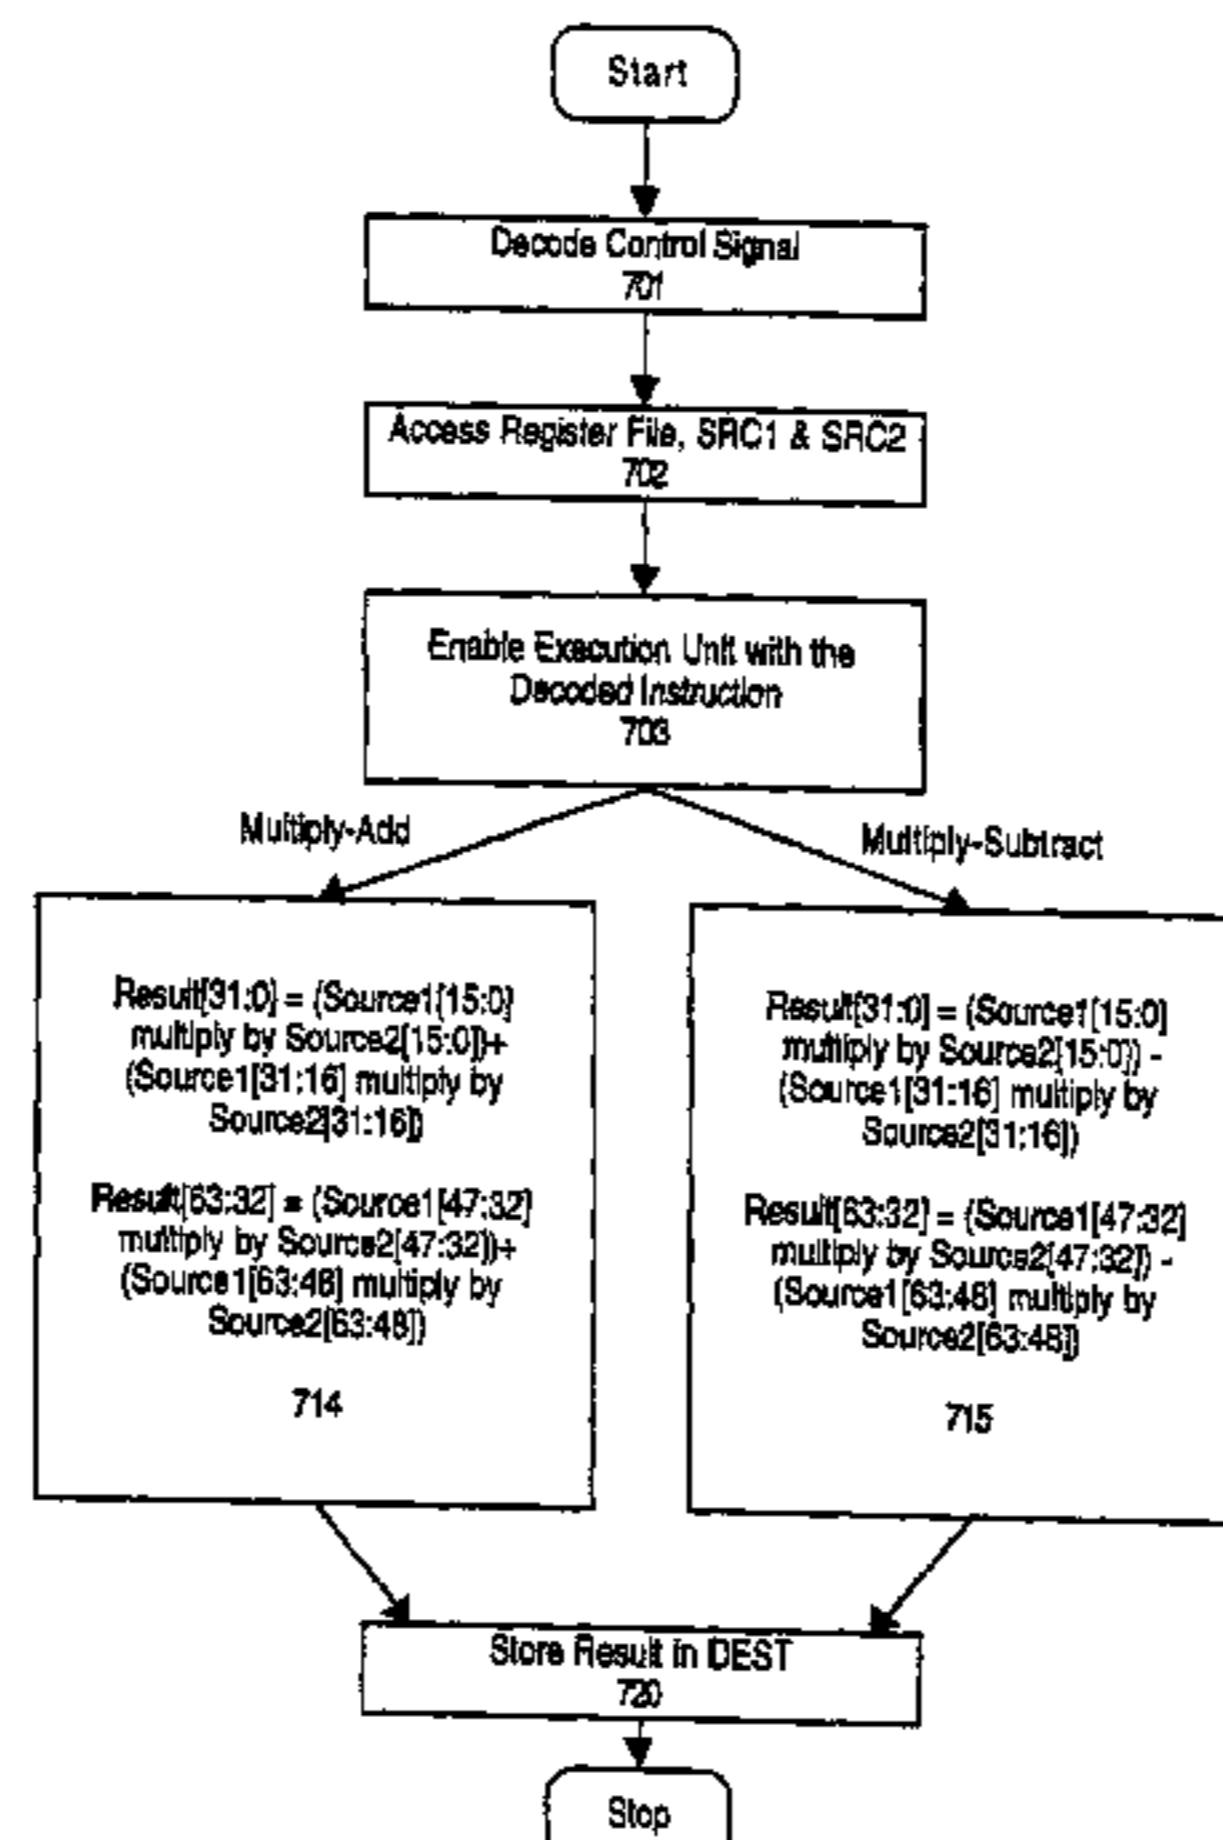 Start
Decode Control Signal
701
Access Register File, SRC1 & SRC2
702
Enable Execution Unit with the
Decoded Instruction
703
Multiply-Add
Multiply-Subtract
Result[31:0] = (Source1[15:0]
multiply by Source2[15:0])+
(Source1[31:16] multiply by
Source2[31:16])
Result[63:32] = (Source1[47:32]
multiply by Source2[47:32])+
(Source1[63:48] multiply by
Source2[63:48])
714
Result[31:0] = (Source1[15:0]
multiply by Source2[15:0]) -
(Source1[31:16] multiply by
Source2[31:16])
Result[63:32] = (Source1[47:32]
multiply by Source2[47:32]) -
(Source1[63:48] multiply by
Source2[63:48])
715
Store Result in DEST
720
Stop